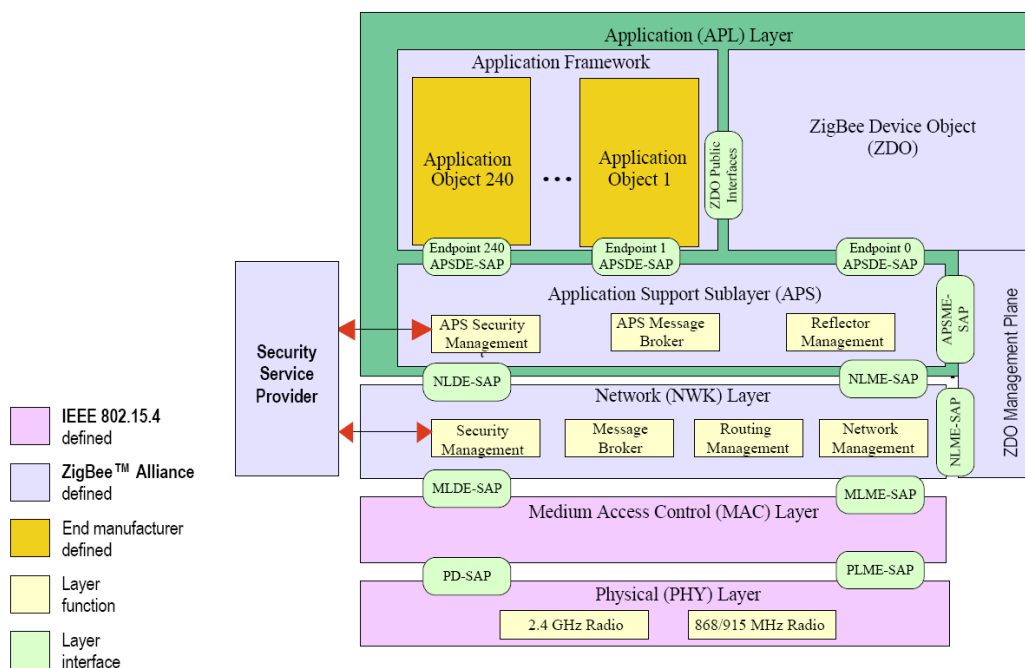 Application (APL) Layer
Application Framework
ZigBee Device Object
(ZDO)
Application
Object 240
...
Application
Object 1
ZDO Public
Interfaces
Endpoint 240
APSDE-SAP
Endpoint 1
APSDE-SAP
Endpoint 0
APSDE-SAP
Application Support Sublayer (APS)
APS Security
Management
APS Message
Broker
Reflector
Management
APSME-
SAP
ZDO Management Plane
Security
Service
Provider
NLDE-SAP
NLME-SAP
Network (NWK) Layer
Security
Management
Message
Broker
Routing
Management
Network
Management
NLME-SAP
MLDE-SAP
MLME-SAP
Medium Access Control (MAC) Layer
PD-SAP
PLME-SAP
Physical (PHY) Layer
2.4 GHz Radio
868/915 MHz Radio
IEEE 802.15.4
defined
ZigBee™ Alliance
defined
End manufacturer
defined
Layer
function
Layer
interface